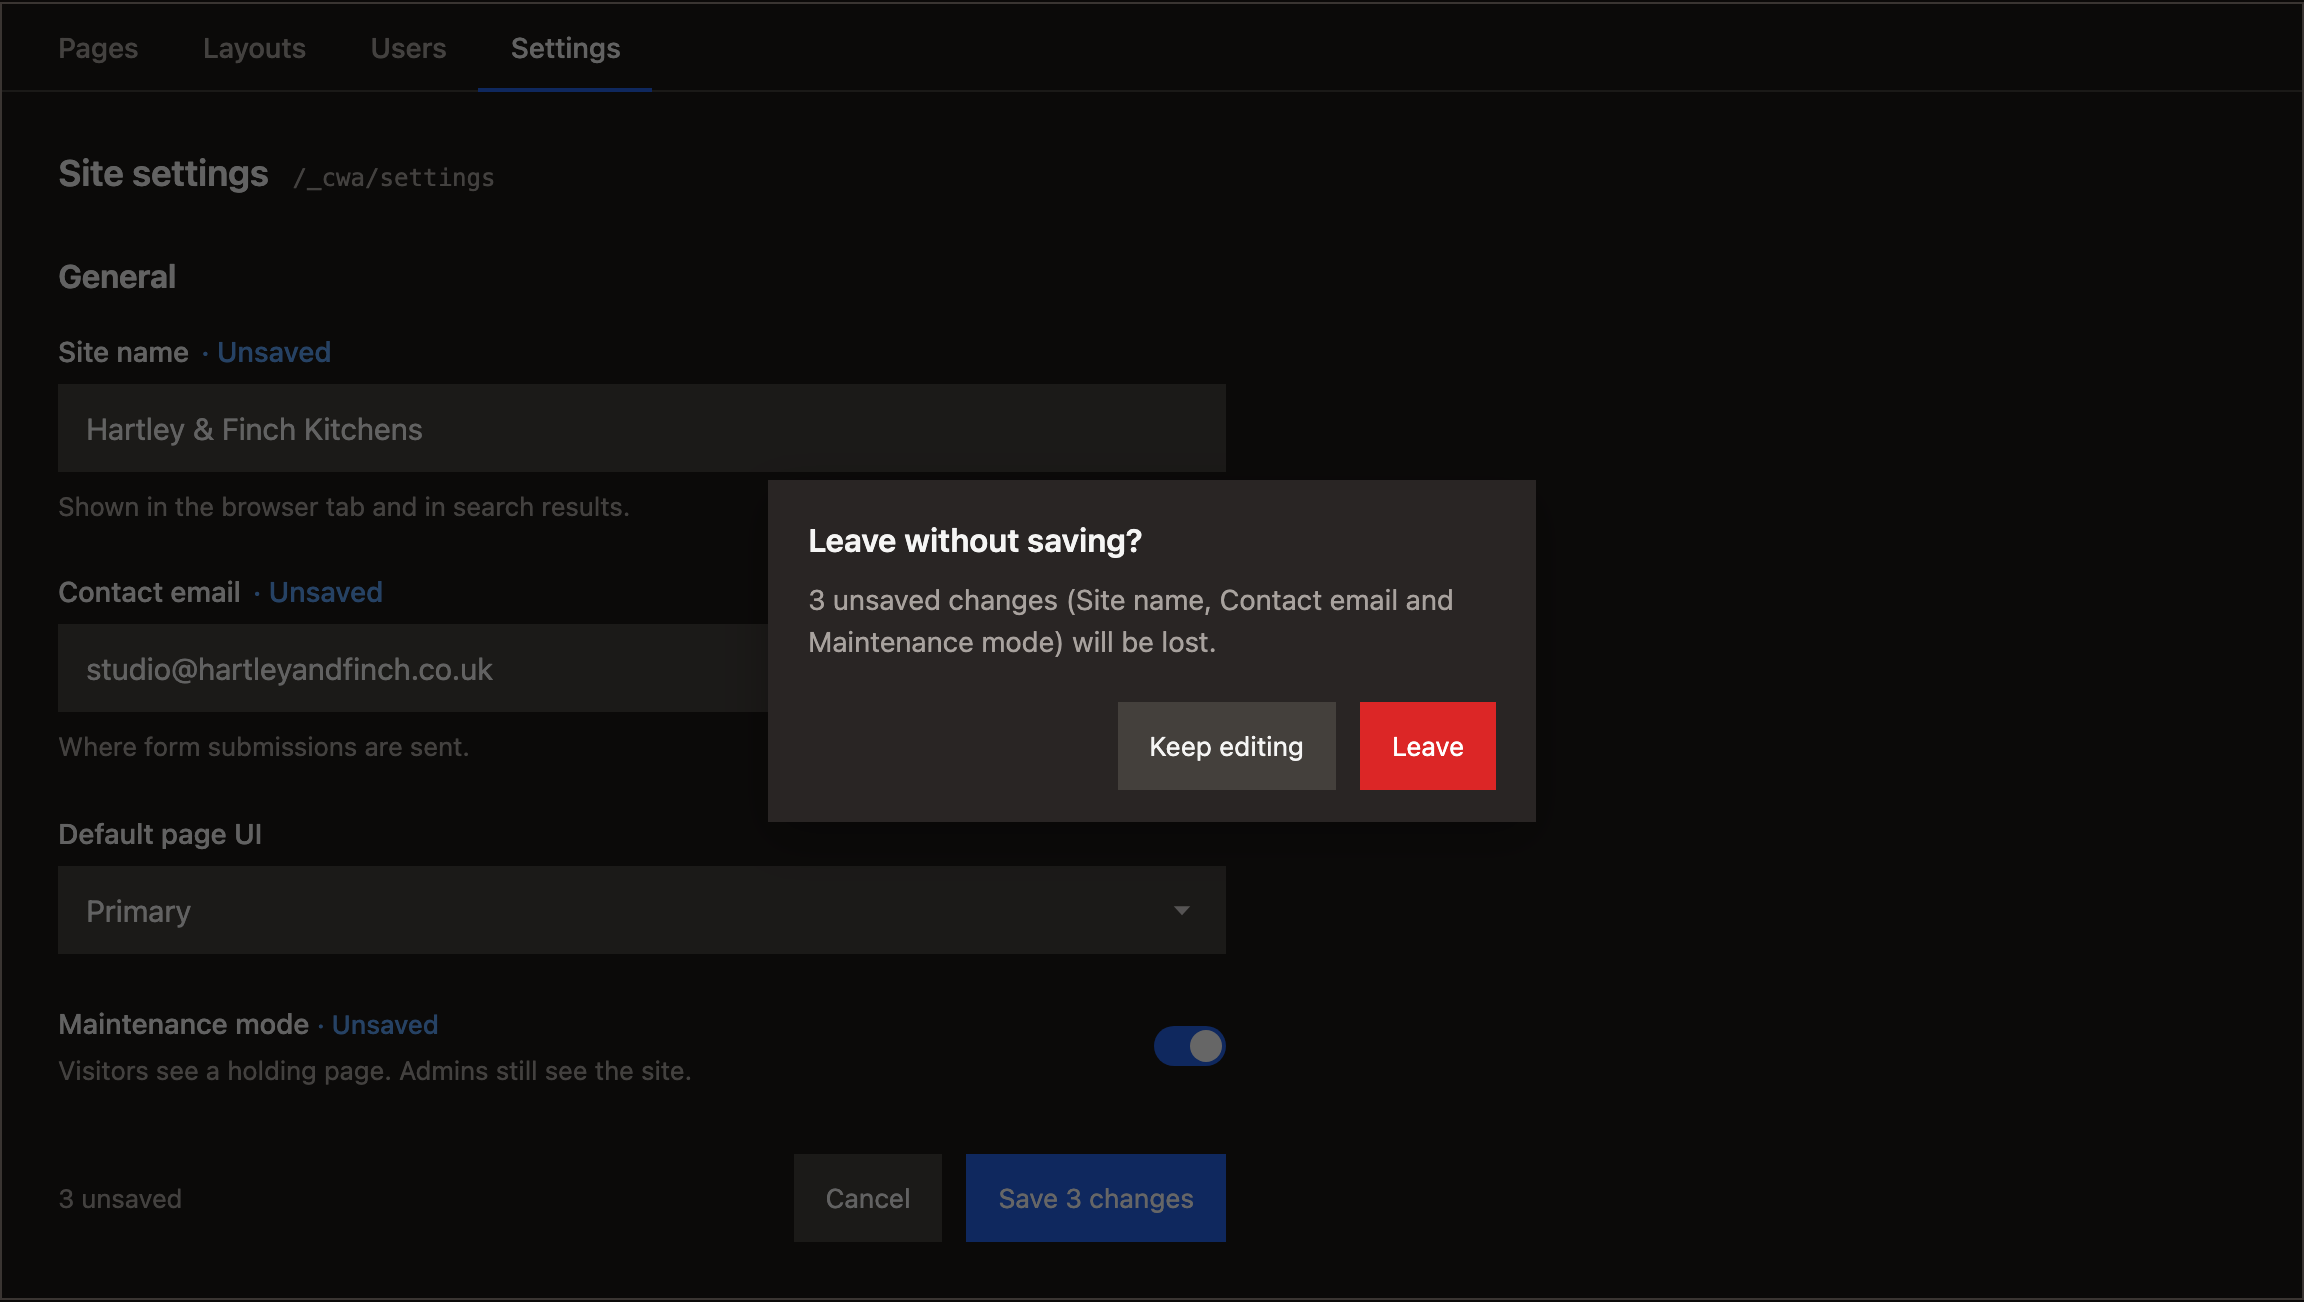 Pages Layouts Users Settings
Site settings /_cwa/settings
General
Site name · Unsaved
Hartley & Finch Kitchens
Shown in the browser tab and in search results.
Contact email · Unsaved
studio@hartleyandfinch.co.uk
Where form submissions are sent.
Default page UI
Primary
Maintenance mode · Unsaved
Visitors see a holding page. Admins still see the site.
3 unsaved
Cancel
Save 3 changes
Leave without saving?
3 unsaved changes (Site name, Contact email and
Maintenance mode) will be lost.
Keep editing
Leave